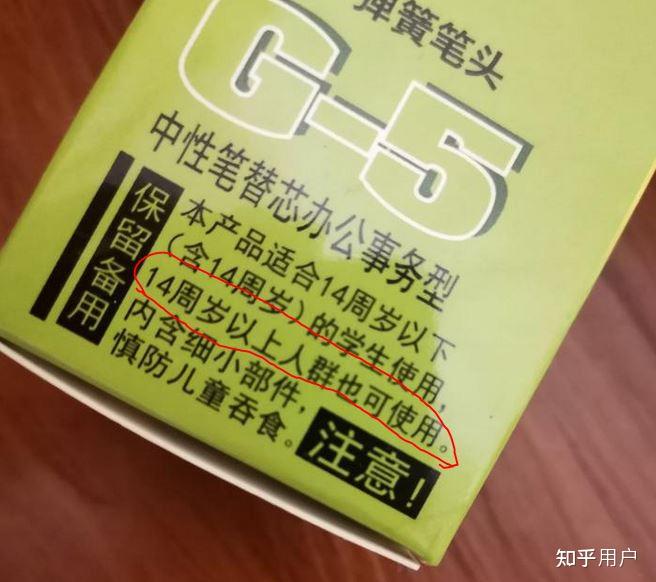 弹簧笔头
G-5
中性笔替芯办公事务型
保留备用
本产品适合14周岁以下
（含14周岁）的学生使用，
14周岁以上人群也可使用。
内含细小部件，
慎防儿童吞食。
注意！
知乎用户